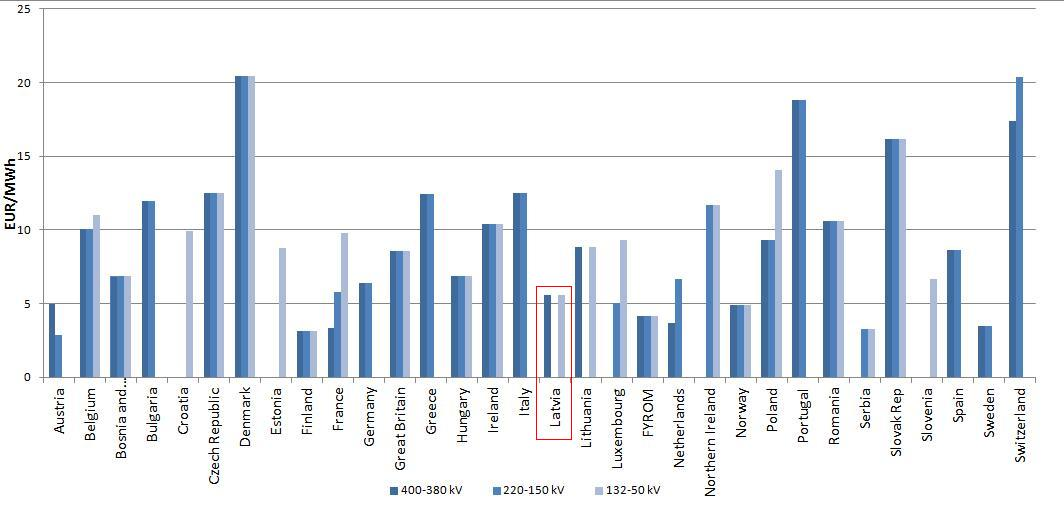 25
20
15
10
5
0
EUR/MWh
Austria
Belgium
Bosnia and...
Bulgaria
Croatia
Czech Republic
Denmark
Estonia
Finland
France
Germany
Great Britain
Greece
Hungary
Ireland
Italy
Latvia
Lithuania
Luxembourg
FYROM
Netherlands
Northern Ireland
Norway
Poland
Portugal
Romania
Serbia
Slovak Rep
Slovenia
Spain
Sweden
Switzerland
400-380 kV 220-150 kV 132-50 kV